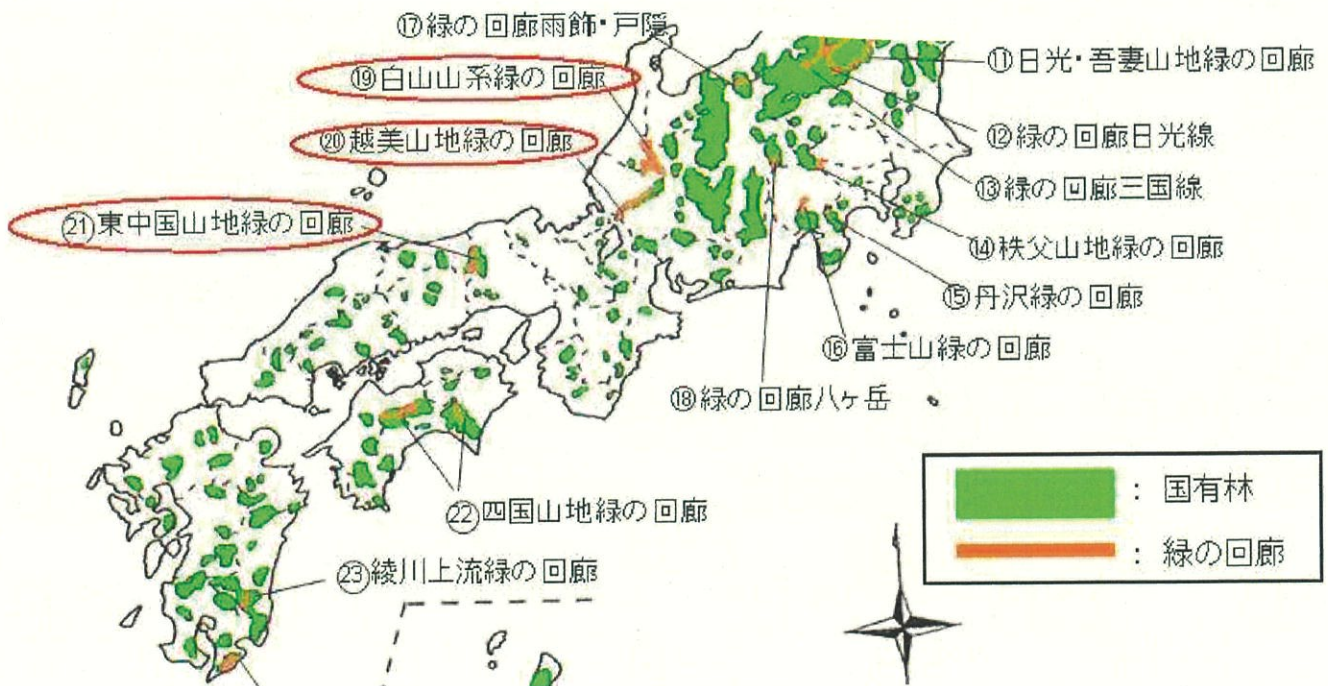 ⑰緑の回廊雨飾・戸隠
⑲白山山系緑の回廊
⑳越美山地緑の回廊
㉑東中国山地緑の回廊
⑪日光・吾妻山地緑の回廊
⑫緑の回廊日光線
⑬緑の回廊三国線
⑭秩父山地緑の回廊
⑮丹沢緑の回廊
⑯富士山緑の回廊
⑱緑の回廊八ヶ岳
㉒四国山地緑の回廊
㉓綾川上流緑の回廊
：国有林
：緑の回廊